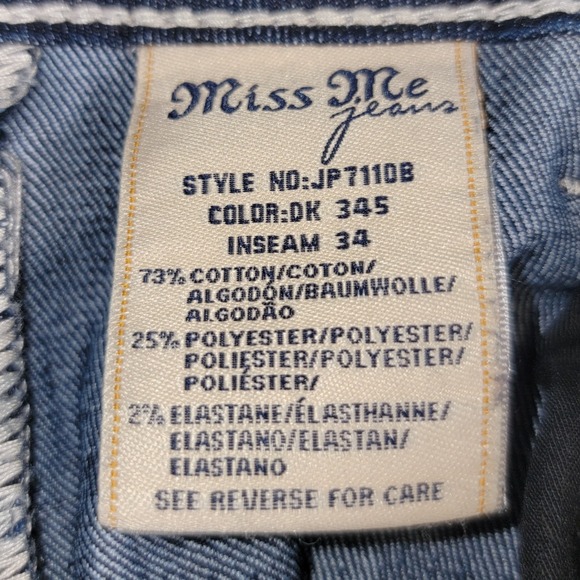 Miss Me
jeans
STYLE NO:JP7110B
COLOR:DK 345
INSEAM 34
73% COTTON/COTON/
ALGODÓN/BAUMWOLLE/
ALGODÃO
25% POLYESTER/POLYESTER/
POLIESTER/POLYESTER/
POLIÉSTER/
2% ELASTANE/ÉLASTHANNE/
ELASTANO/ELASTAN/
ELASTANO
SEE REVERSE FOR CARE